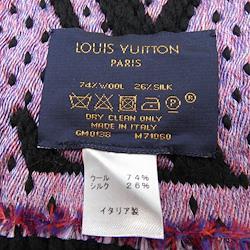 LOUIS VUITTON
PARIS
74% WOOL 26% SILK
DRY CLEAN ONLY
MADE IN ITALY
GM0138 M71060
ウール 74%
シルク 26%
イタリア製